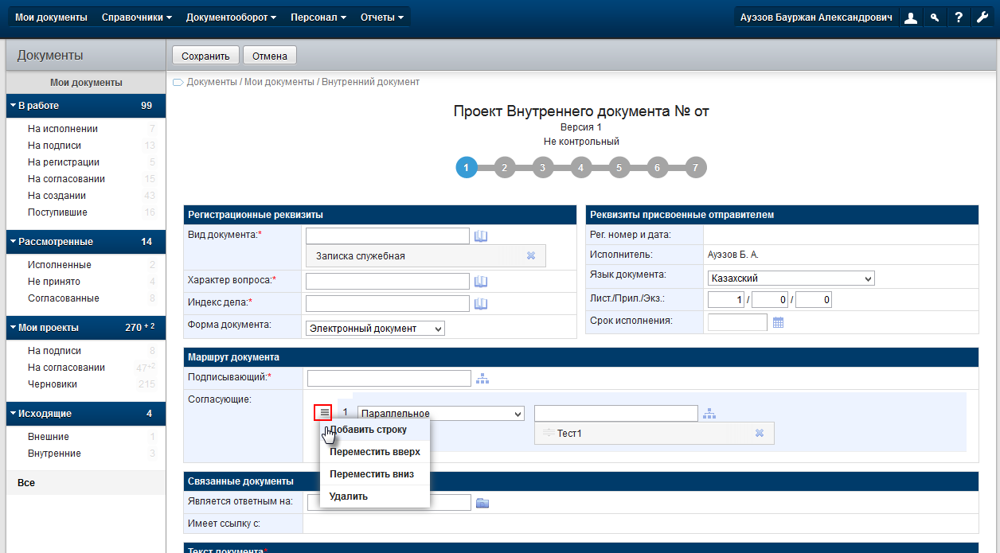 Мои документы Справочники Документооборот Персонал Отчеты Ауэзов Бауржан Александрович ?
Документы
Сохранить Отмена
Мои документы
Документы / Мои документы / Внутренний документ
В работе 99
На исполнении 7
На подписи 13
На регистрации 5
На согласовании 15
На создании 43
Поступившие 16
Рассмотренные 14
Исполненные 2
Не принято 4
Согласованные 8
Мои проекты 270 + 2
На подписи 8
На согласовании 47+2
Черновики 215
Исходящие 4
Внешние 1
Внутренние 3
Все
Проект Внутреннего документа № от
Версия 1
Не контрольный
1 2 3 4 5 6 7
Регистрационные реквизиты
Вид документа:*
Записка служебная
Характер вопроса:*
Индекс дела:*
Форма документа: Электронный документ
Реквизиты присвоенные отправителем
Рег. номер и дата:
Исполнитель: Ауэзов Б. А.
Язык документа: Казахский
Лист./Прил./Экз.: 1 / 0 / 0
Срок исполнения:
Маршрут документа
Подписывающий:*
Согласующие:
1 Параллельное
Тест1
Добавить строку
Переместить вверх
Переместить вниз
Удалить
Связанные документы
Является ответным на:
Имеет ссылку с:
Текст документа*